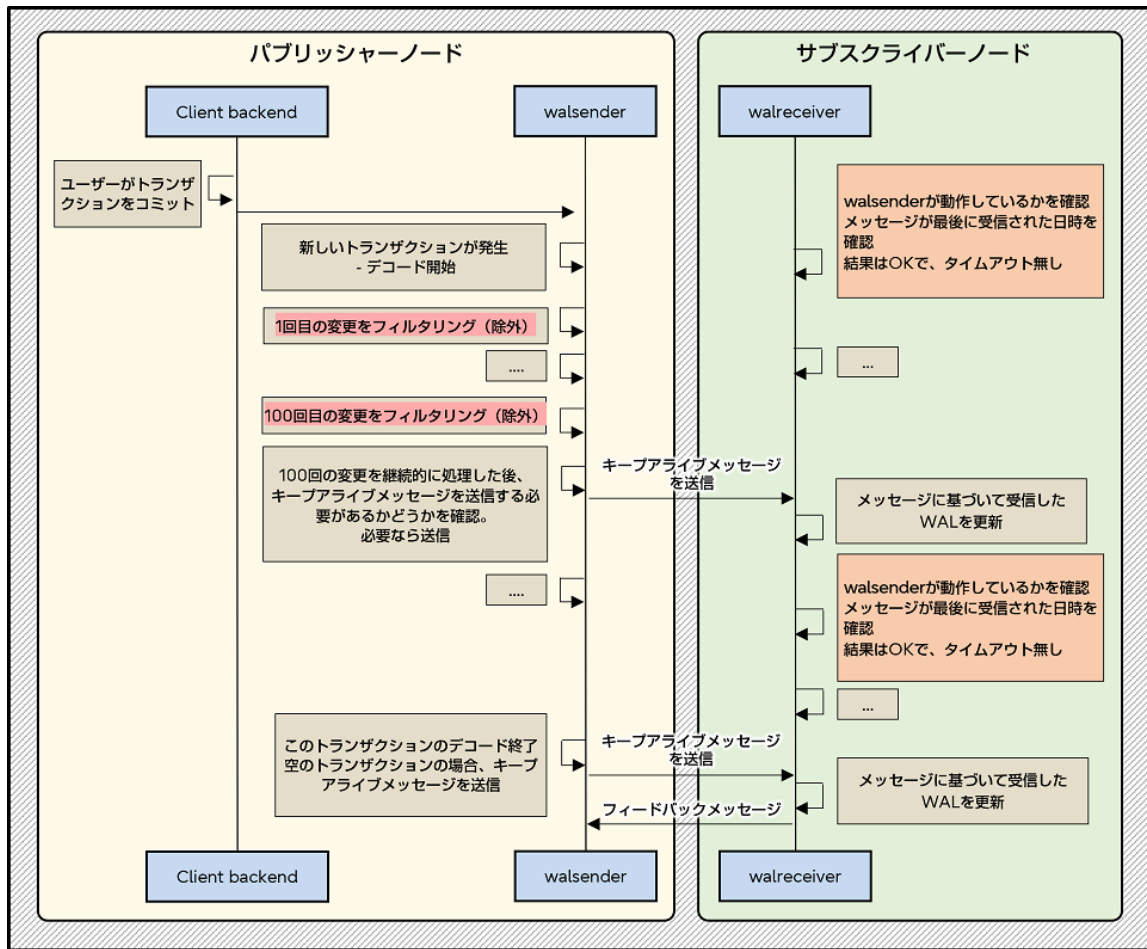 パブリッシャーノード
サブスクライバーノード
Client backend
walsender
walreceiver
ユーザーがトランザ
クションをコミット
walsenderが動作しているかを確認
メッセージが最後に受信された日時を
確認
結果はOKで、タイムアウト無し
新しいトランザクションが発生
- デコード開始
1回目の変更をフィルタリング（除外）
....
...
100回目の変更をフィルタリング（除外）
100回の変更を継続的に処理した後、
キープアライブメッセージを送信する必
要があるかどうかを確認。
必要なら送信
キープアライブメッセージ
を送信
メッセージに基づいて受信した
WALを更新
walsenderが動作しているかを確認
メッセージが最後に受信された日時を
確認
結果はOKで、タイムアウト無し
....
...
このトランザクションのデコード終了
空のトランザクションの場合、キープ
アライブメッセージを送信
キープアライブメッセージ
を送信
メッセージに基づいて受信した
WALを更新
フィードバックメッセージ
Client backend
walsender
walreceiver